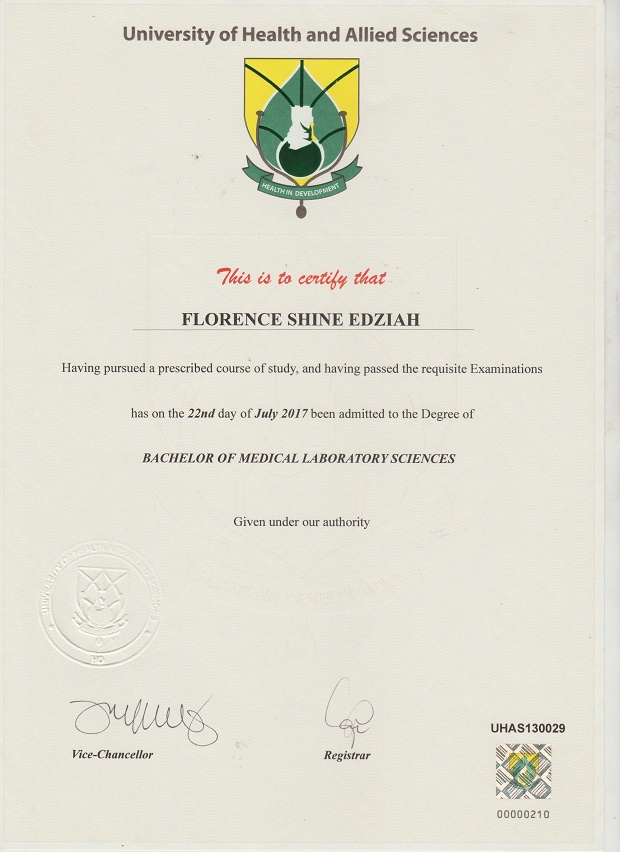 University of Health and Allied Sciences
HEALTH IN DEVELOPMENT
This is to certify that
FLORENCE SHINE EDZIAH
Having pursued a prescribed course of study, and having passed the requisite Examinations
has on the 22nd day of July 2017 been admitted to the Degree of
BACHELOR OF MEDICAL LABORATORY SCIENCES
Given under our authority
HO
Vice-Chancellor
Registrar
UHAS130029
00000210